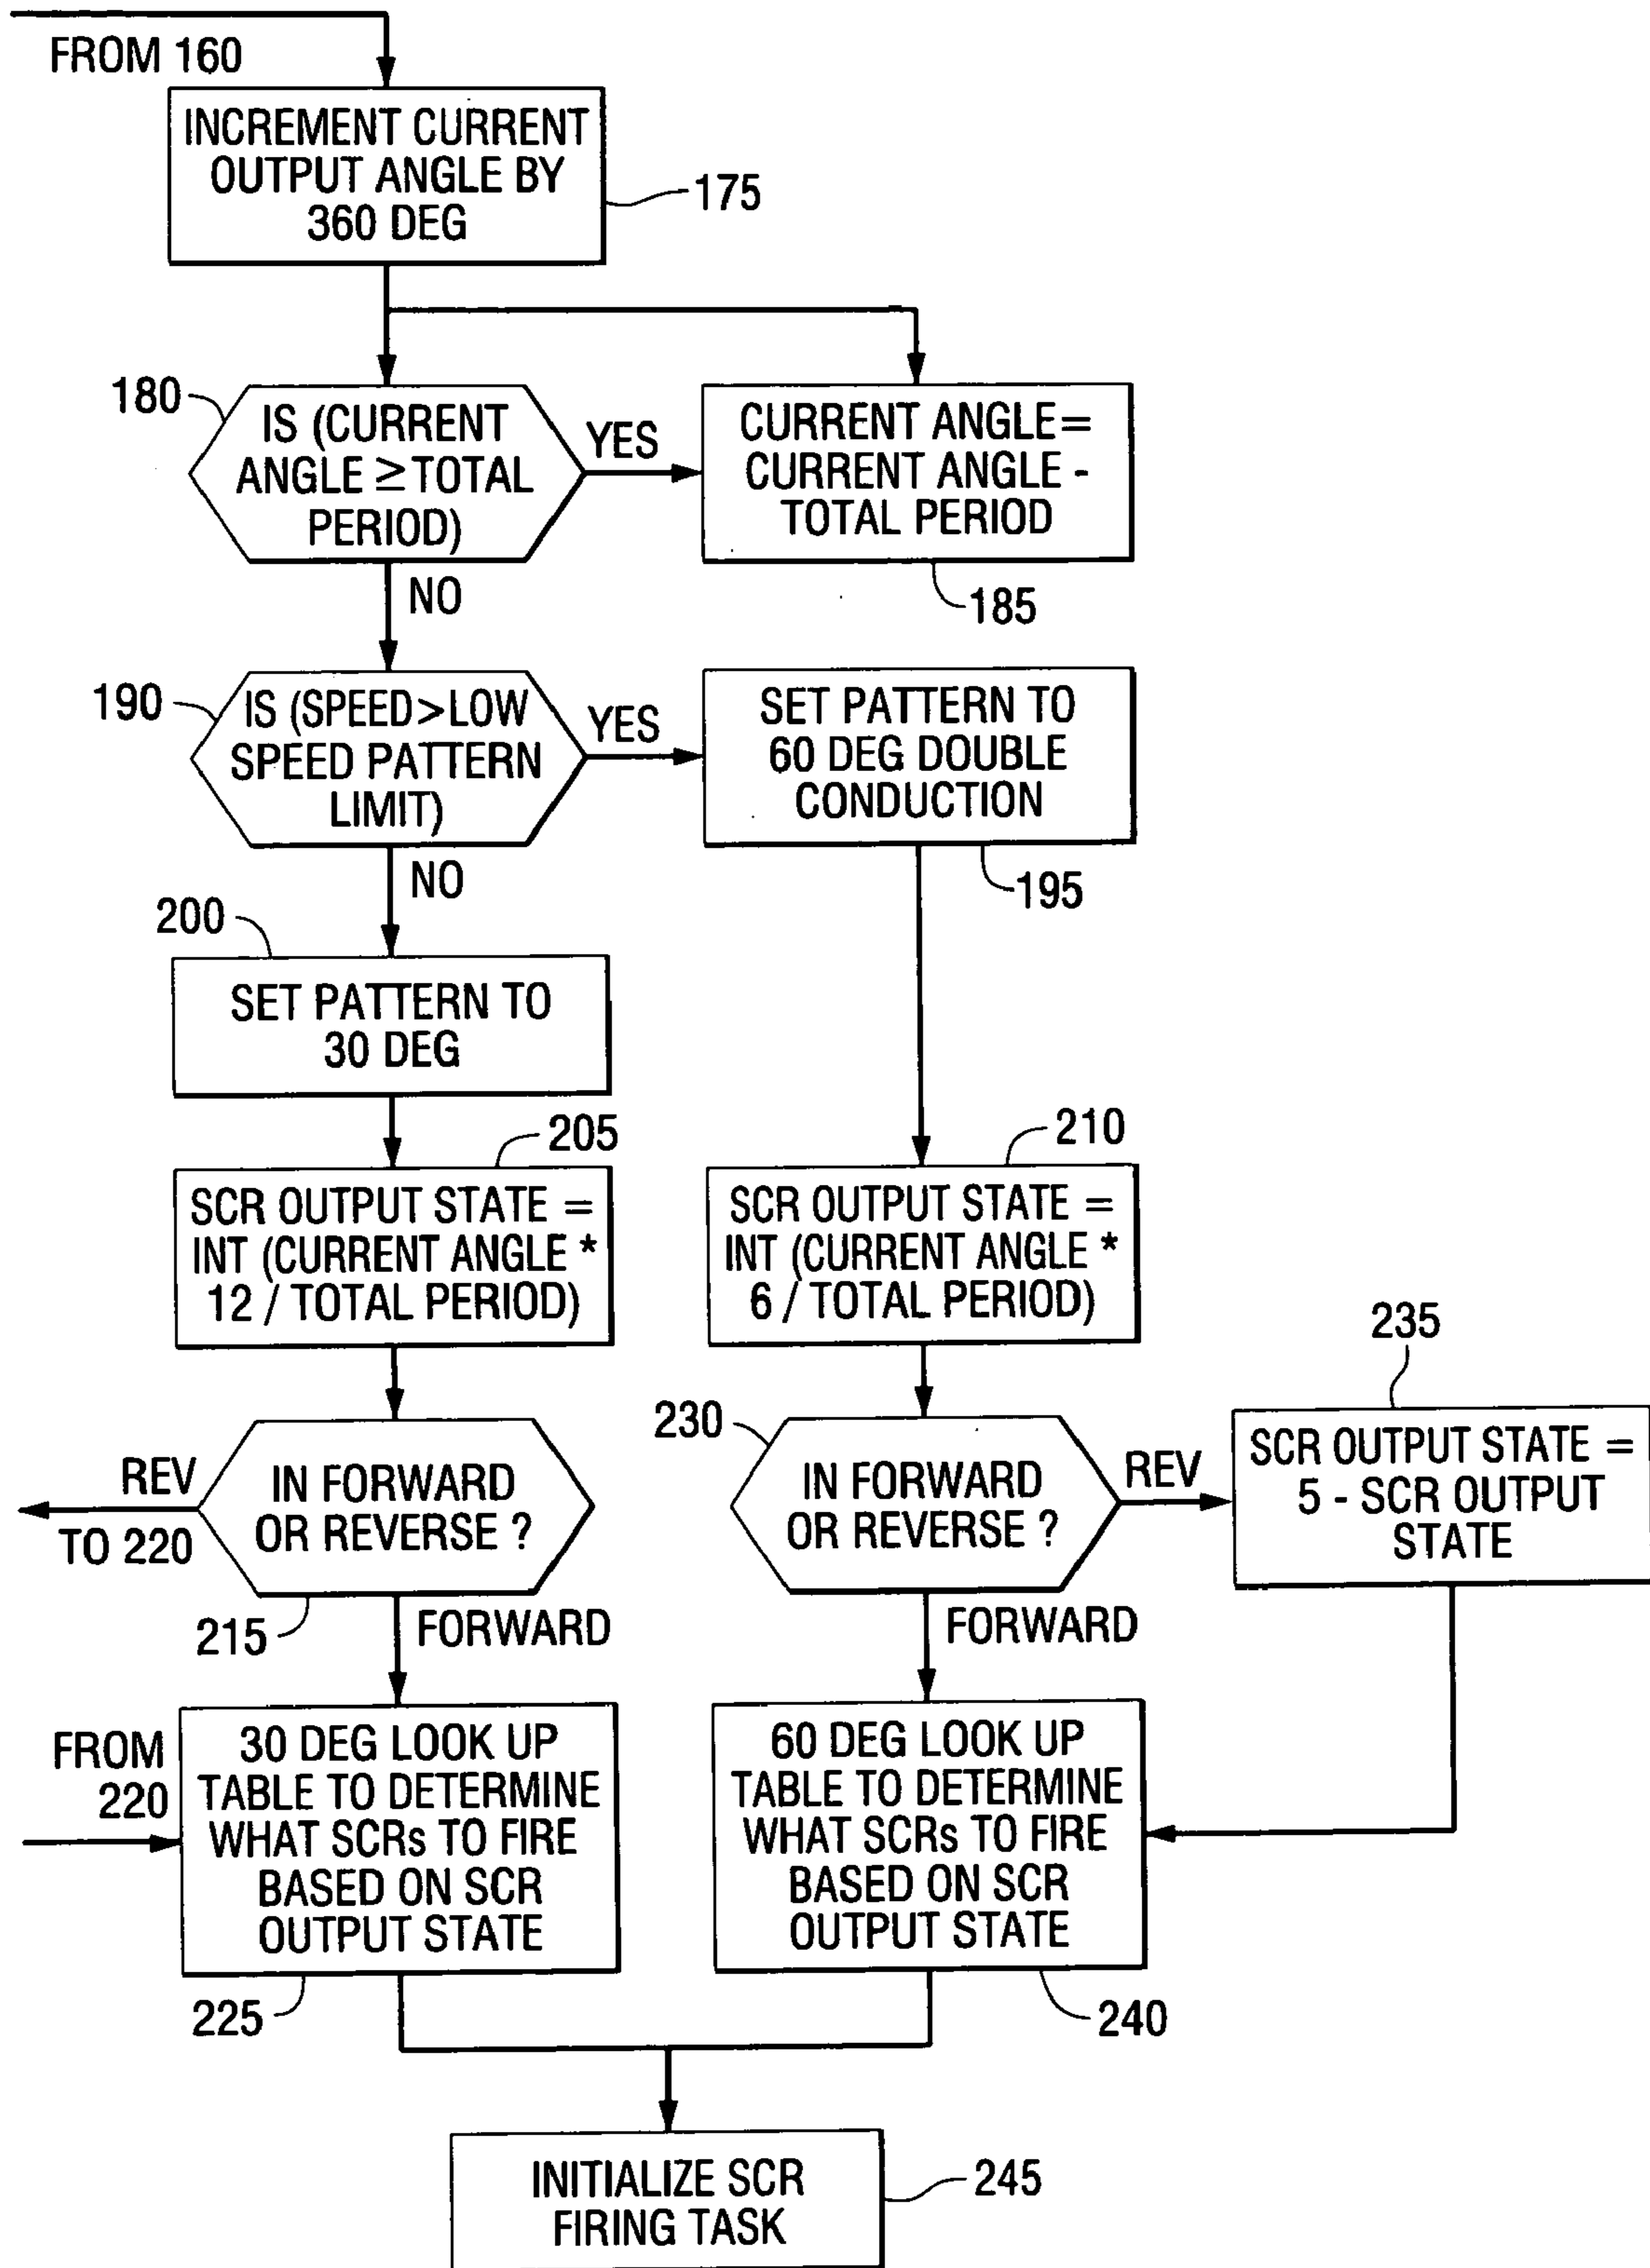 FROM 160
INCREMENT CURRENT
OUTPUT ANGLE BY
360 DEG
175
180
IS (CURRENT
ANGLE ≥ TOTAL
PERIOD)
YES
CURRENT ANGLE=
CURRENT ANGLE -
TOTAL PERIOD
185
NO
190
IS (SPEED>LOW
SPEED PATTERN
LIMIT)
YES
SET PATTERN TO
60 DEG DOUBLE
CONDUCTION
195
NO
200
SET PATTERN TO
30 DEG
205
SCR OUTPUT STATE =
INT (CURRENT ANGLE *
12 / TOTAL PERIOD)
210
SCR OUTPUT STATE =
INT (CURRENT ANGLE *
6 / TOTAL PERIOD)
REV
TO 220
IN FORWARD
OR REVERSE ?
215
FORWARD
230
IN FORWARD
OR REVERSE ?
REV
FORWARD
235
SCR OUTPUT STATE =
5 - SCR OUTPUT
STATE
FROM
220
30 DEG LOOK UP
TABLE TO DETERMINE
WHAT SCRs TO FIRE
BASED ON SCR
OUTPUT STATE
225
60 DEG LOOK UP
TABLE TO DETERMINE
WHAT SCRs TO FIRE
BASED ON SCR
OUTPUT STATE
240
INITIALIZE SCR
FIRING TASK
245